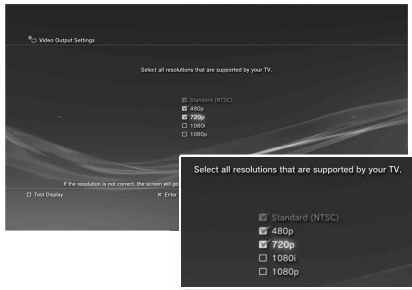 Video Output Settings
Select all resolutions that are supported by your TV.
Standard (NTSC)
480p
720p
1080i
1080p
If the resolution is not correct, the screen will go
Test Display
Enter
Select all resolutions that are supported by your TV.
Standard (NTSC)
480p
720p
1080i
1080p